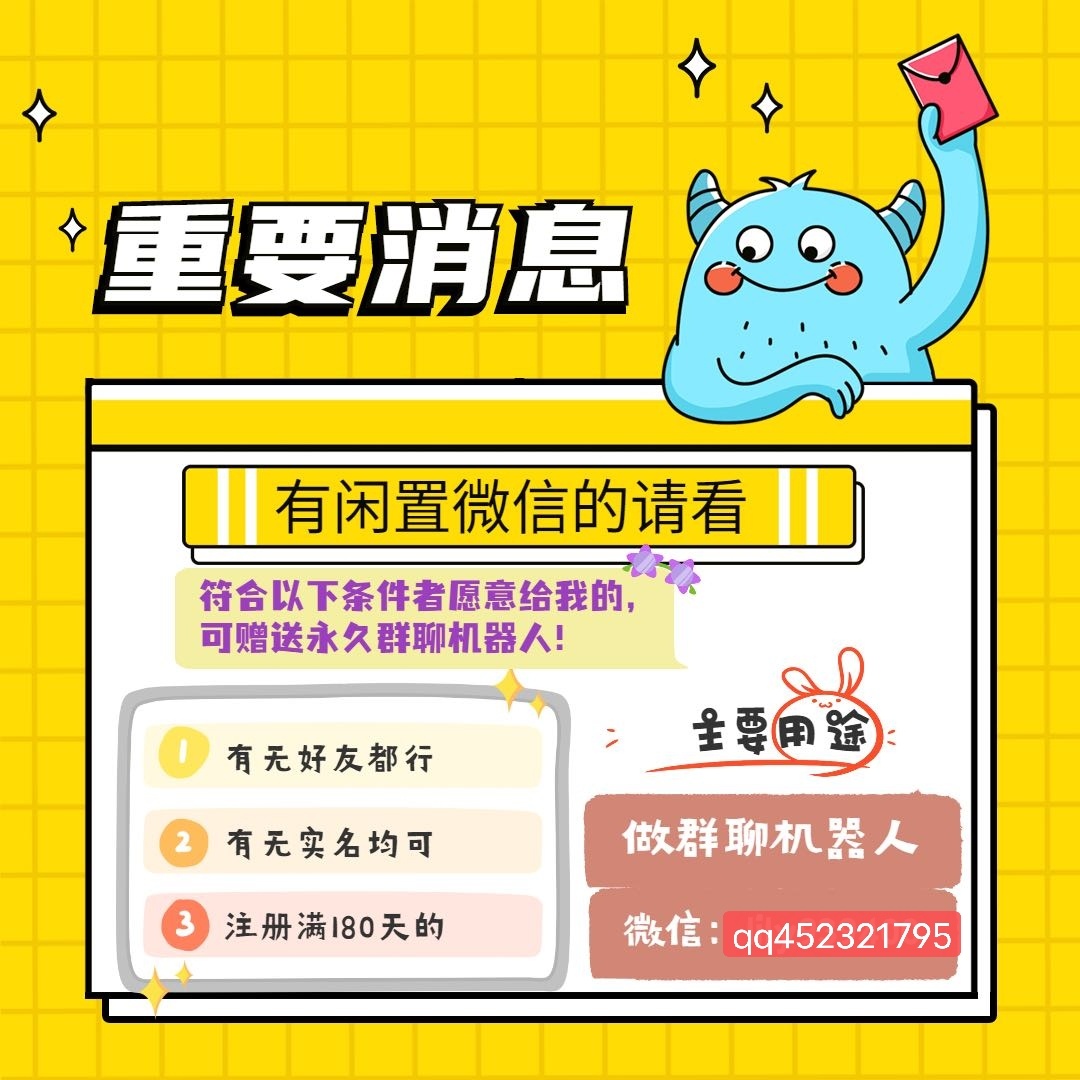 重要消息
有闲置微信的请看
符合以下条件者愿意给我的,
可赠送永久群聊机器人!
主要用途
1 有无好友都行
2 有无实名均可
3 注册满180天的
做群聊机器人
微信: qq452321795